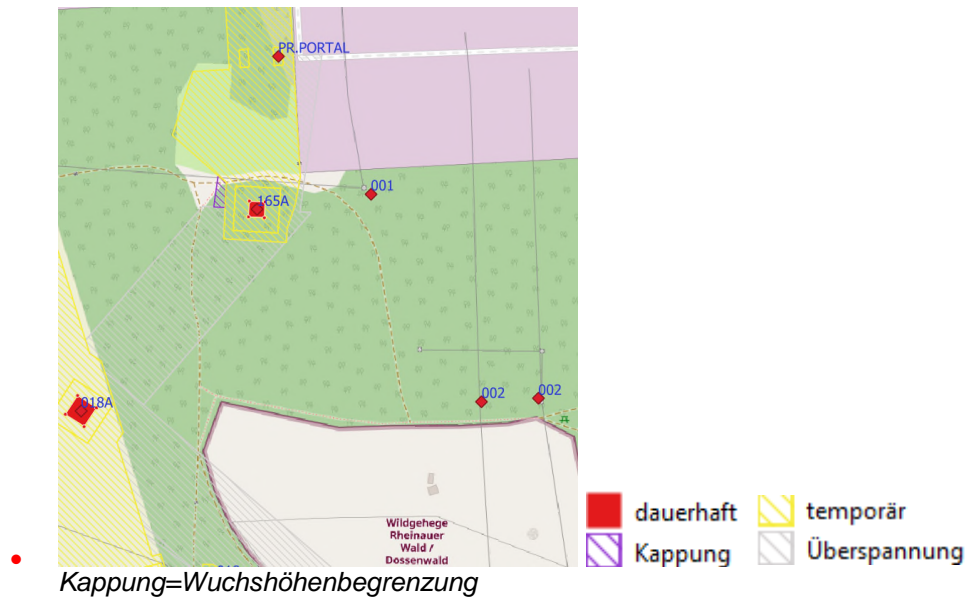 PR.PORTAL
001
165A
018A
002
002
Wildgehege
Rheinauer
Wald /
Dossenwald
dauerhaft
temporär
Kappung
Überspannung
Kappung=Wuchshöhenbegrenzung